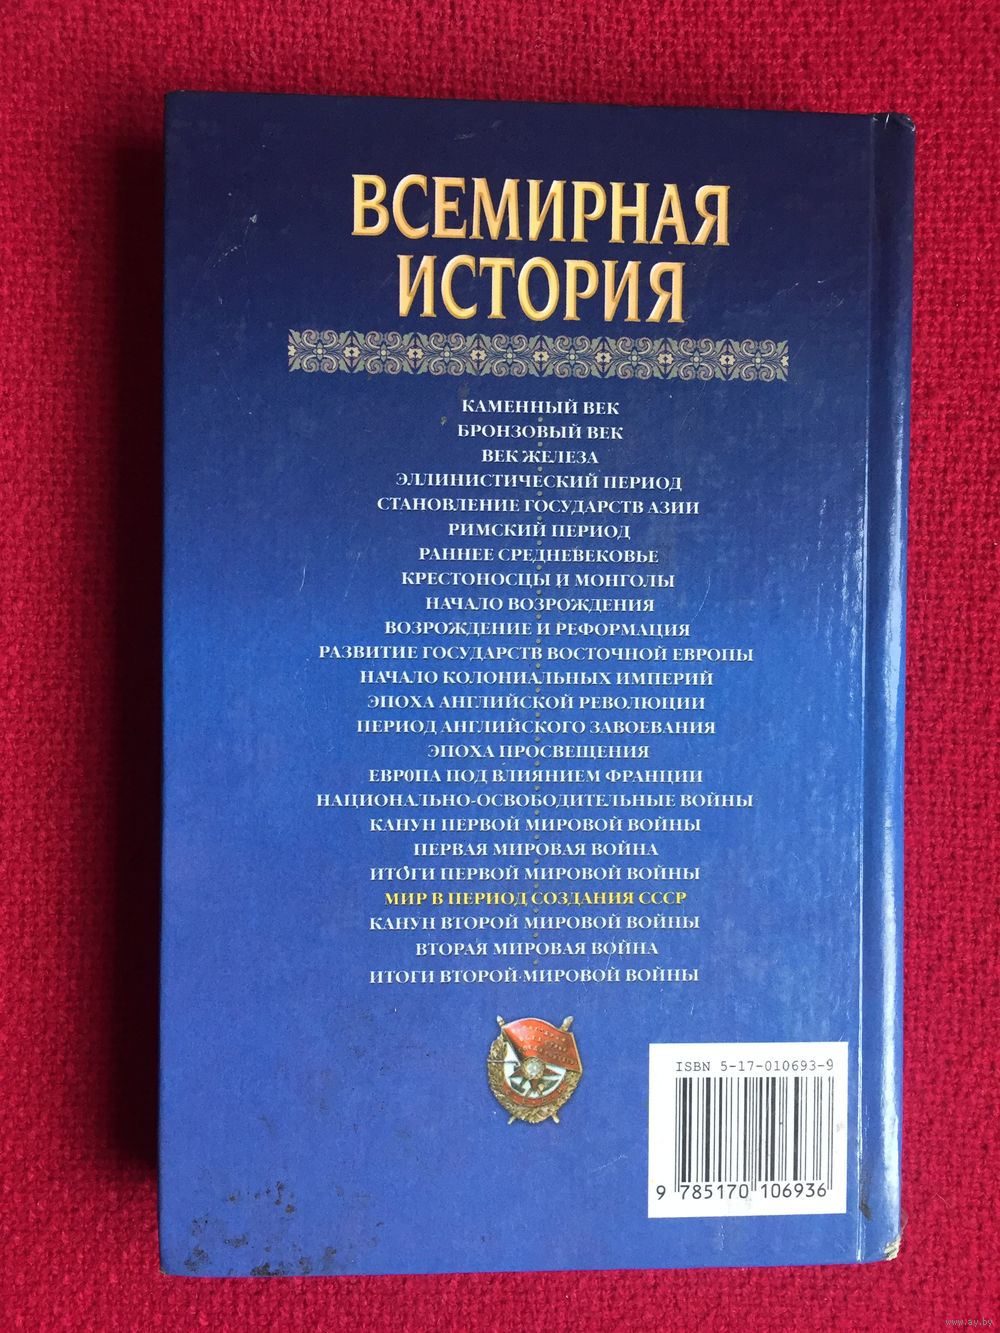 ВСЕМИРНАЯ
ИСТОРИЯ
КАМЕННЫЙ ВЕК
БРОНЗОВЫЙ ВЕК
ВЕК ЖЕЛЕЗА
ЭЛЛИНИСТИЧЕСКИЙ ПЕРИОД
СТАНОВЛЕНИЕ ГОСУДАРСТВ АЗИИ
РИМСКИЙ ПЕРИОД
РАННЕЕ СРЕДНЕВЕКОВЬЕ
КРЕСТОНОСЦЫ И МОНГОЛЫ
НАЧАЛО ВОЗРОЖДЕНИЯ
ВОЗРОЖДЕНИЕ И РЕФОРМАЦИЯ
РАЗВИТИЕ ГОСУДАРСТВ ВОСТОЧНОЙ ЕВРОПЫ
НАЧАЛО КОЛОНИАЛЬНЫХ ИМПЕРИЙ
ЭПОХА АНГЛИЙСКОЙ РЕВОЛЮЦИИ
ПЕРИОД АНГЛИЙСКОГО ЗАВОЕВАНИЯ
ЭПОХА ПРОСВЕЩЕНИЯ
ЕВРОПА ПОД ВЛИЯНИЕМ ФРАНЦИИ
НАЦИОНАЛЬНО-ОСВОБОДИТЕЛЬНЫЕ ВОЙНЫ
КАНУН ПЕРВОЙ МИРОВОЙ ВОЙНЫ
ПЕРВАЯ МИРОВАЯ ВОЙНА
ИТОГИ ПЕРВОЙ МИРОВОЙ ВОЙНЫ
МИР В ПЕРИОД СОЗДАНИЯ СССР
КАНУН ВТОРОЙ МИРОВОЙ ВОЙНЫ
ВТОРАЯ МИРОВАЯ ВОЙНА
ИТОГИ ВТОРОЙ МИРОВОЙ ВОЙНЫ
ISBN 5-17-010693-9
9 785170 106936
www.ay.by